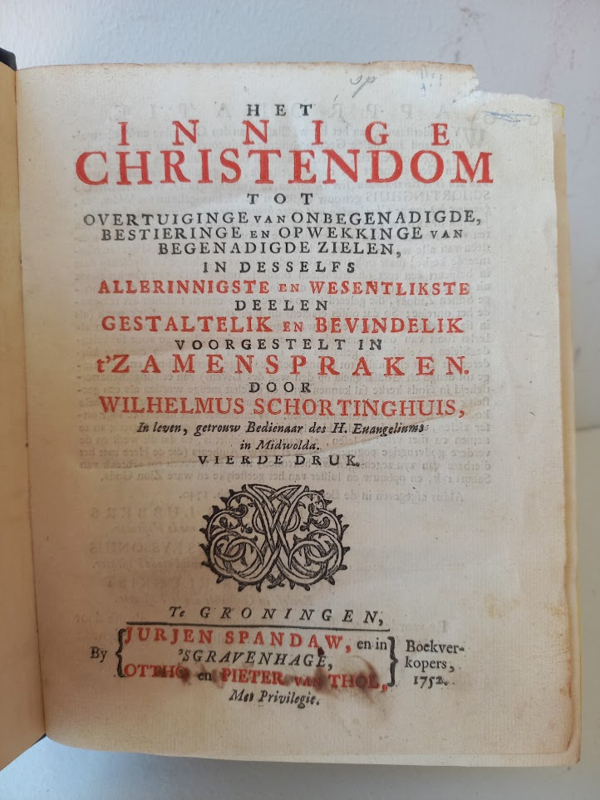 HET
INNIGE
CHRISTENDOM
TOT
OVERTUIGINGE VAN ONBEGENADIGDE,
BESTIERINGE EN OPWEKKINGE VAN
BEGENADIGDE ZIELEN,
IN DESSELFS
ALLERINNIGSTE EN WESENTLIKSTE
DEELEN
GESTALTELIK EN BEVINDELIK
VOORGESTELT IN
t'ZAMENSPRAKEN.
DOOR
WILHELMUS SCHORTINGHUIS,
In leven, getrouw Bedienaar des H. Euangeliums
in Midwolda.
VIERDE DRUK.
Te GRONINGEN,
By JURJEN SPANDAW, en in
'SGRAVENHAGE,
OTTHO en PIETER VAN THOL,
Boekver-
kopers,
1752.
Met Privilegie.